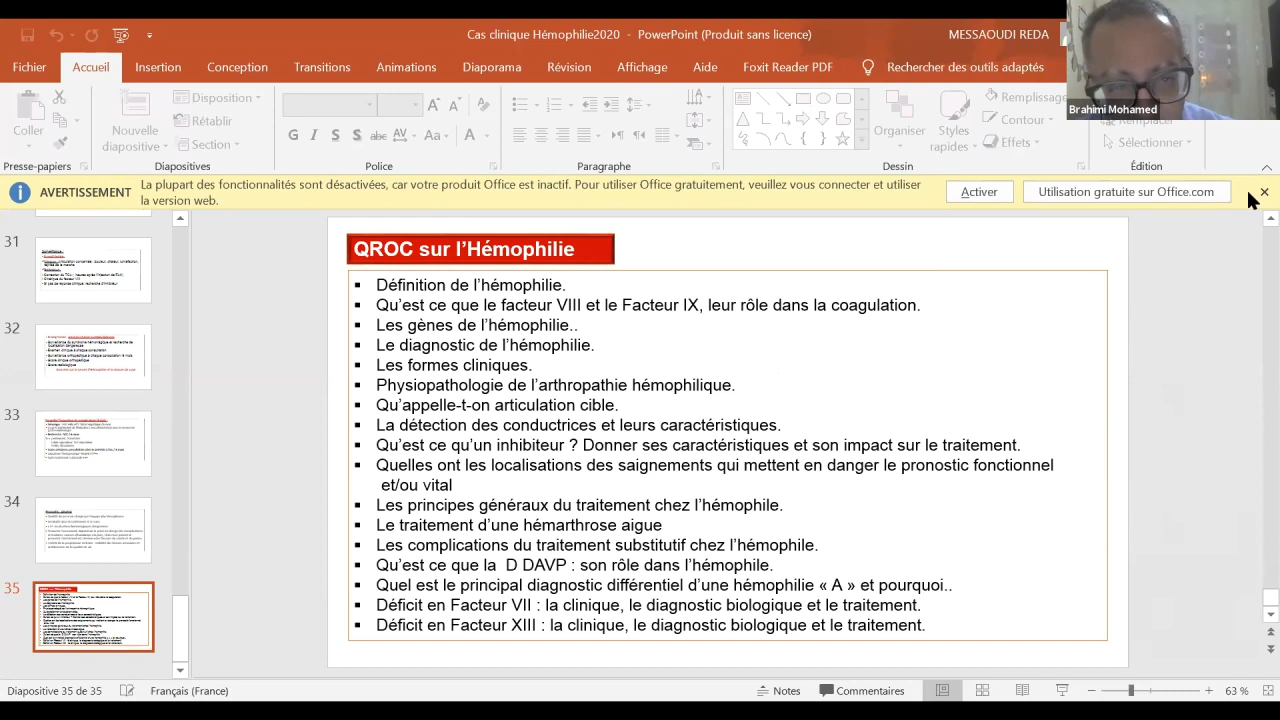 Cas clinique Hémophilie2020 - PowerPoint (Produit sans licence)
MESSAOUDI REDA
Fichier
Accueil
Insertion
Conception
Transitions
Animations
Diaporama
Révision
Affichage
Aide
Foxit Reader PDF
Rechercher des outils adaptés
Brahimi Mohamed
Coller
Nouvelle
diapositive
Disposition
Rétablir
Section
G I S S abc AV Aa A
Organiser
Styles
rapides
Remplissage
Contour
Effets
Remplacer
Sélectionner
Presse-papiers
Diapositives
Police
Paragraphe
Dessin
Édition
AVERTISSEMENT
La plupart des fonctionnalités sont désactivées, car votre produit Office est inactif. Pour utiliser Office gratuitement, veuillez vous connecter et utiliser
la version web.
Activer
Utilisation gratuite sur Office.com
31
32
33
34
35
QROC sur l'Hémophilie
Définition de l'hémophilie.
Qu'est ce que le facteur VIII et le Facteur IX, leur rôle dans la coagulation.
Les gènes de l'hémophilie..
Le diagnostic de l'hémophilie.
Les formes cliniques.
Physiopathologie de l'arthropathie hémophilique.
Qu'appelle-t-on articulation cible.
La détection des conductrices et leurs caractéristiques.
Qu'est ce qu'un inhibiteur ? Donner ses caractéristiques et son impact sur le traitement.
Quelles ont les localisations des saignements qui mettent en danger le pronostic fonctionnel
et/ou vital
Les principes généraux du traitement chez l'hémophile.
Le traitement d'une hémarthrose aigue
Les complications du traitement substitutif chez l'hémophile.
Qu'est ce que la D DAVP : son rôle dans l'hémophilie.
Quel est le principal diagnostic différentiel d'une hémophilie « A » et pourquoi..
Déficit en Facteur VII : la clinique, le diagnostic biologique et le traitement.
Déficit en Facteur XIII : la clinique, le diagnostic biologique et le traitement.
Diapositive 35 de 35
Français (France)
Notes
Commentaires
63 %